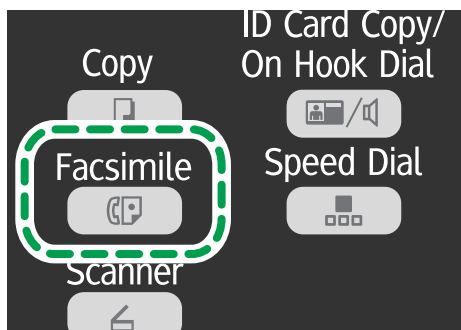 Copy
ID Card Copy/
On Hook Dial
Facsimile
Speed Dial
Scanner